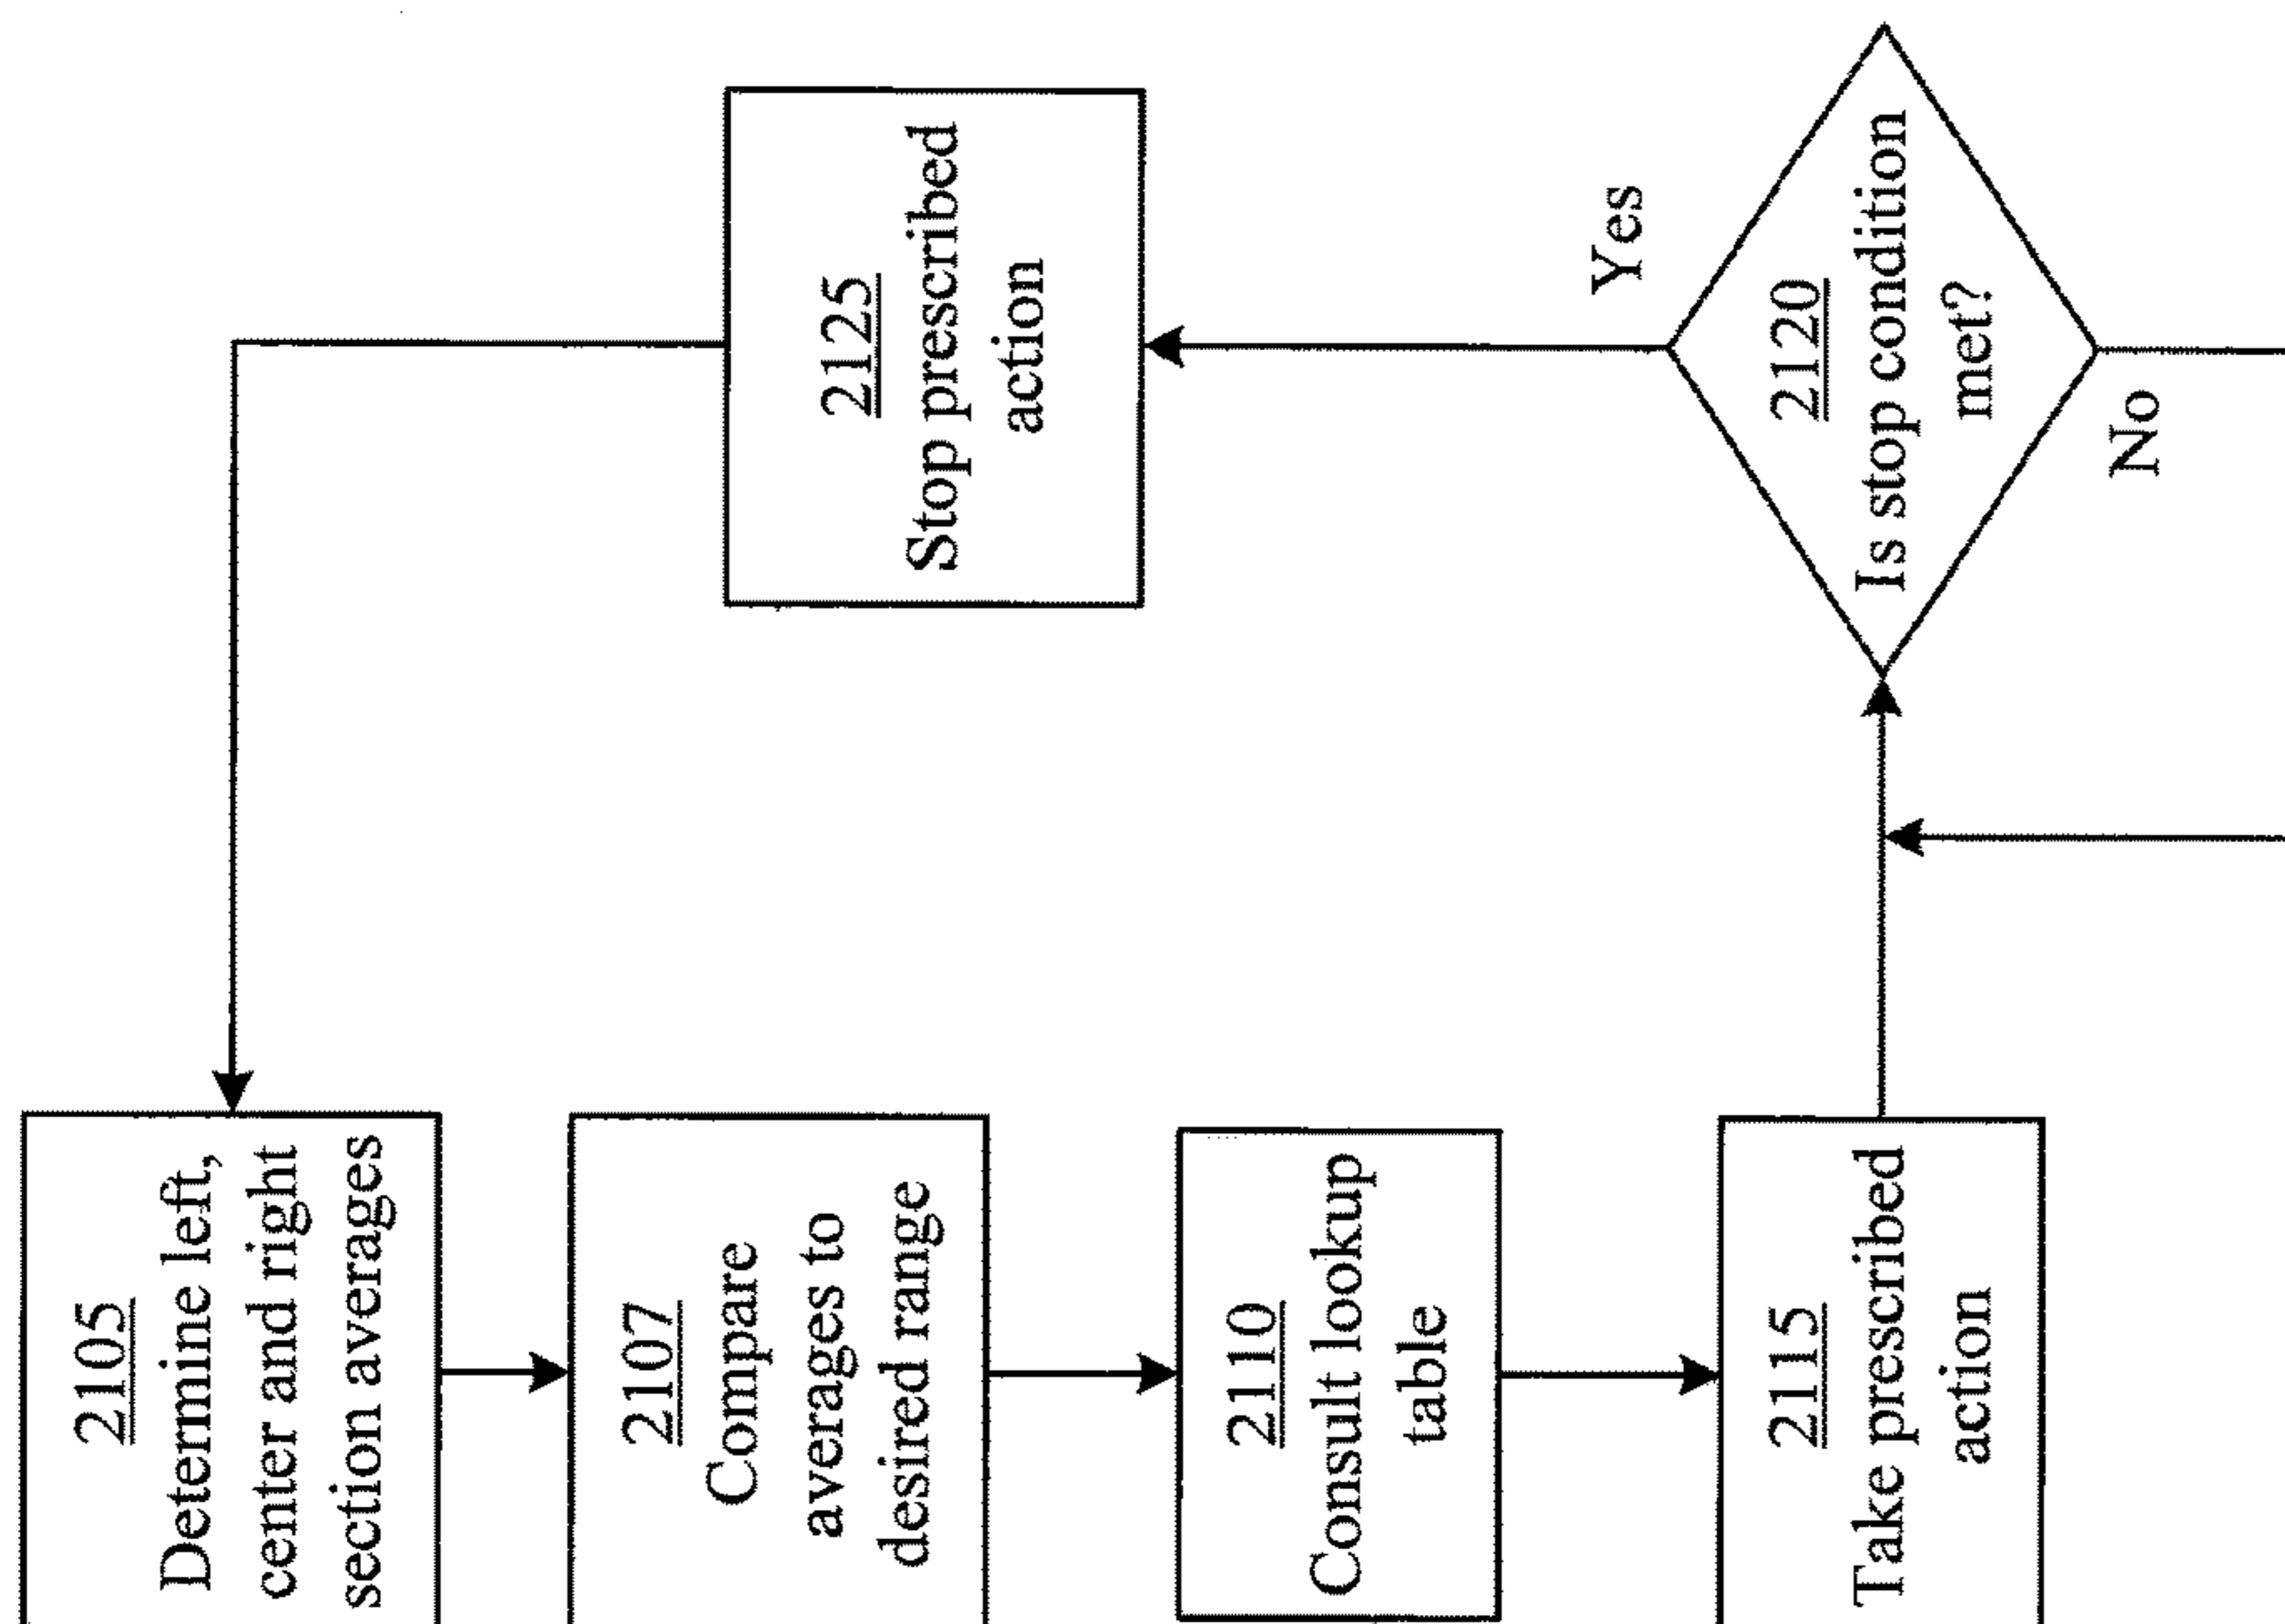 2105
Determine left,
center and right
section averages
2107
Compare
averages to
desired range
2110
Consult lookup
table
2115
Take prescribed
action
2120
Is stop condition
met?
Yes
No
2125
Stop prescribed
action